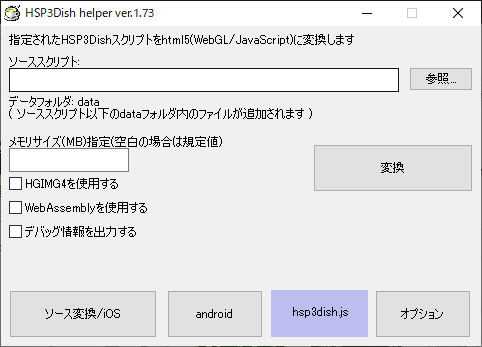 HSP3Dish helper ver.1.73
指定されたHSP3Dishスクリプトをhtml5(WebGL/JavaScript)に変換します
ソーススクリプト:
参照...
データフォルダ: data
( ソーススクリプト以下のdataフォルダ内のファイルが追加されます )
メモリサイズ(MB)指定(空白の場合は規定値)
変換
HGIMG4を使用する
WebAssemblyを使用する
デバッグ情報を出力する
ソース変換/iOS
android
hsp3dish.js
オプション